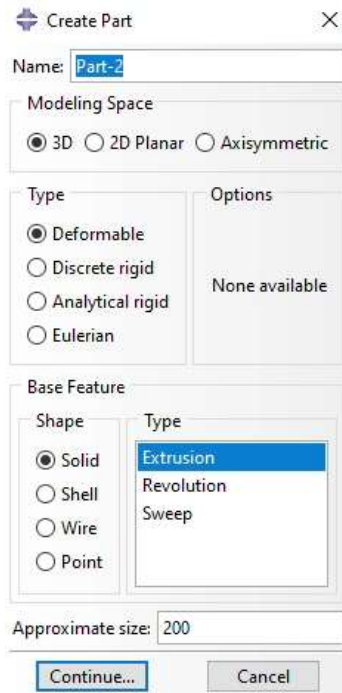 Create Part
Name: Part-2
Modeling Space
3D 2D Planar Axisymmetric
Type
Deformable
Discrete rigid
Analytical rigid
Eulerian
Options
None available
Base Feature
Shape
Solid
Shell
Wire
Point
Type
Extrusion
Revolution
Sweep
Approximate size: 200
Continue... Cancel